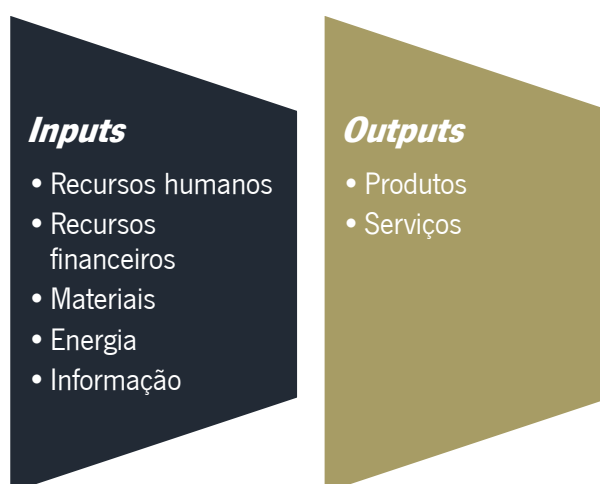 Inputs
• Recursos humanos
• Recursos
financeiros
• Materiais
• Energia
• Informação
Outputs
• Produtos
• Serviços